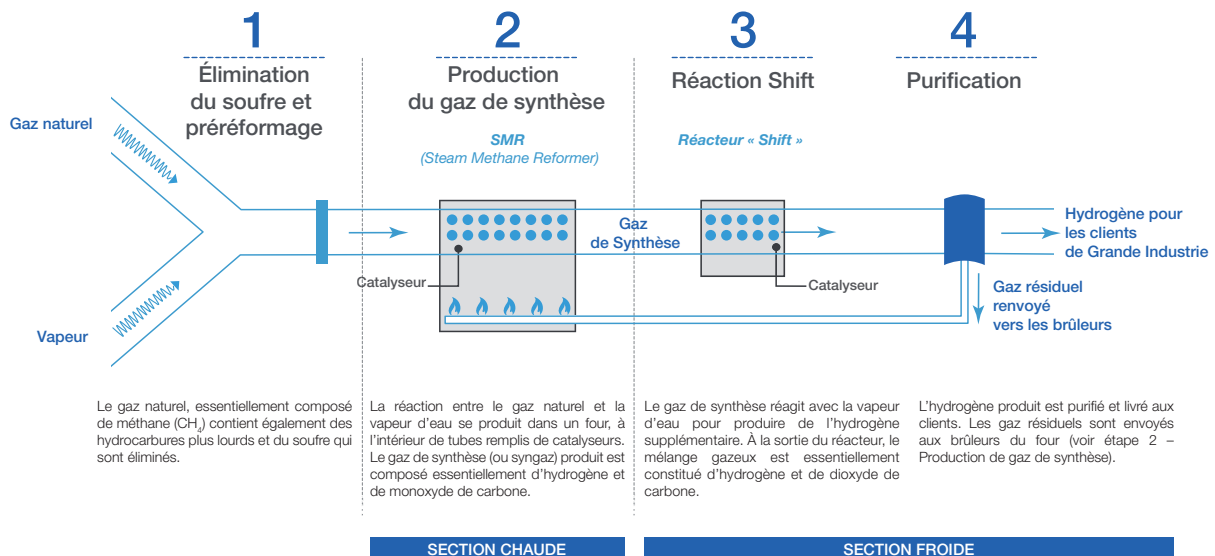 1
Élimination
du soufre et
préréformage
2
Production
du gaz de synthèse
SMR
(Steam Methane Reformer)
3
Réaction Shift
Réacteur « Shift »
4
Purification
Gaz naturel
Vapeur
Catalyseur
Gaz
de Synthèse
Catalyseur
Hydrogène pour
les clients
de Grande Industrie
Gaz résiduel
renvoyé
vers les brûleurs
Le gaz naturel, essentiellement composé
de méthane (CH4) contient également des
hydrocarbures plus lourds et du soufre qui
sont éliminés.
La réaction entre le gaz naturel et la
vapeur d’eau se produit dans un four, à
l’intérieur de tubes remplis de catalyseurs.
Le gaz de synthèse (ou syngaz) produit est
composé essentiellement d’hydrogène et
de monoxyde de carbone.
Le gaz de synthèse réagit avec la vapeur
d’eau pour produire de l’hydrogène
supplémentaire. À la sortie du réacteur, le
mélange gazeux est essentiellement
constitué d’hydrogène et de dioxyde de
carbone.
L’hydrogène produit est purifié et livré aux
clients. Les gaz résiduels sont envoyés
aux brûleurs du four (voir étape 2 –
Production de gaz de synthèse).
SECTION CHAUDE
SECTION FROIDE